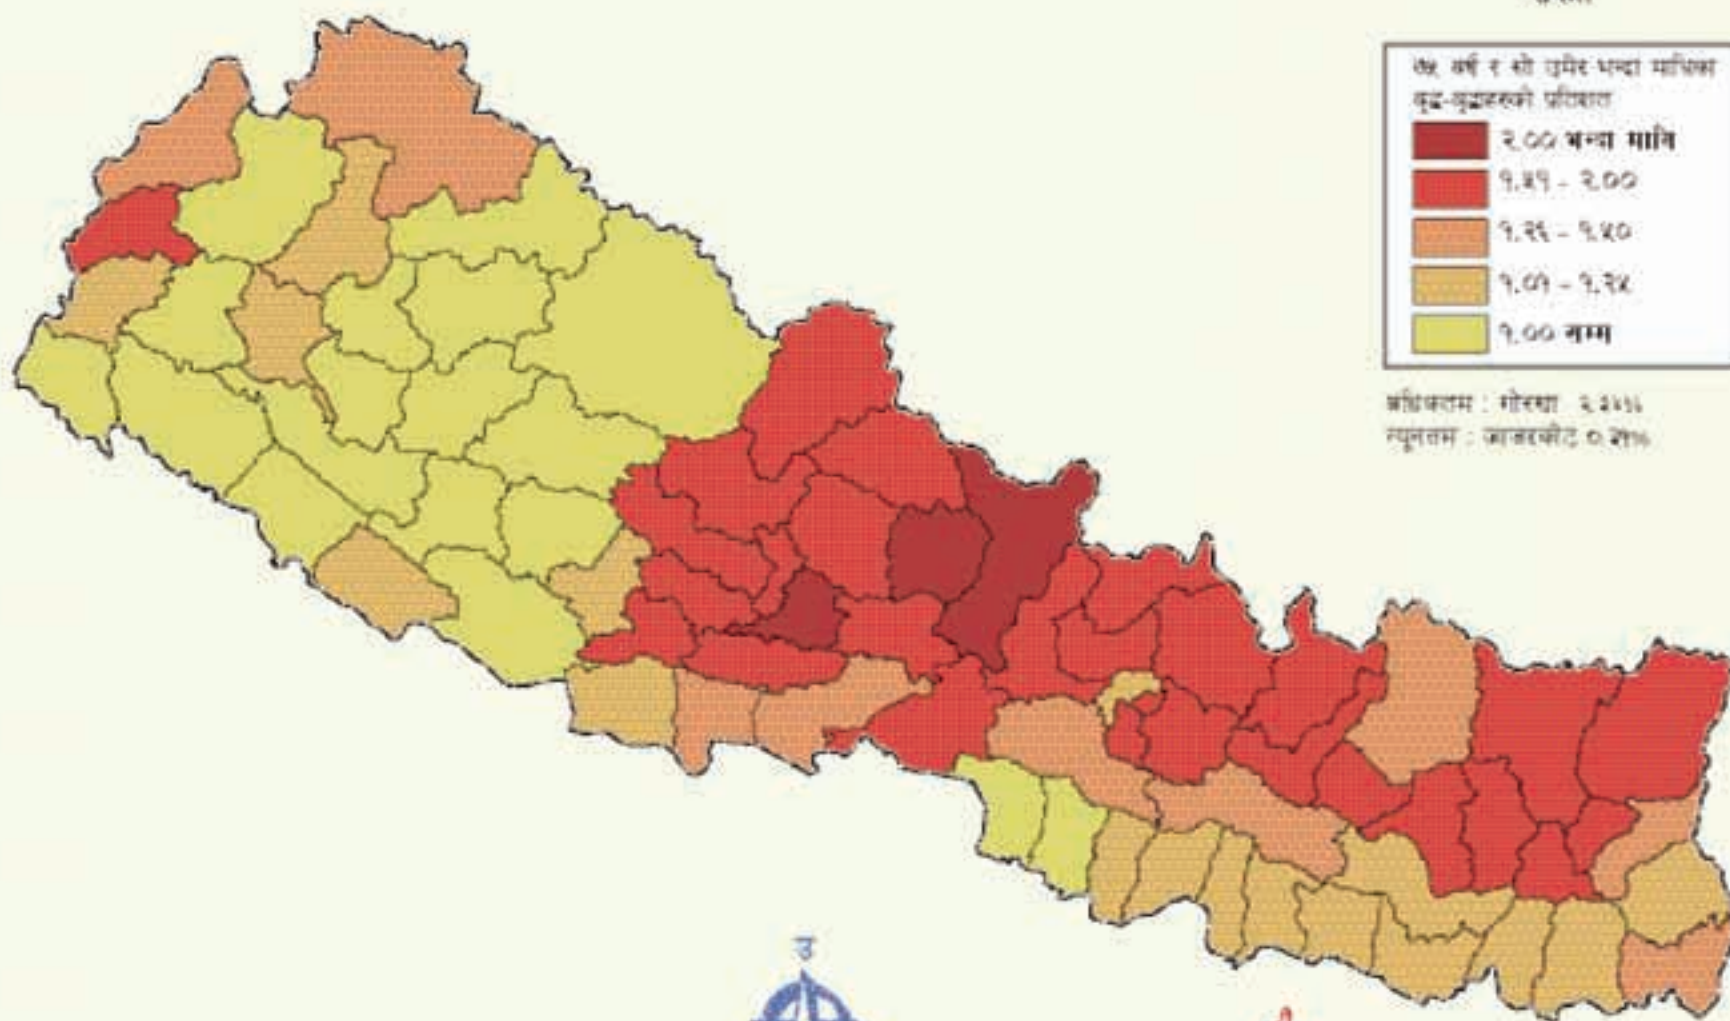 ७५ वर्ष र सो उमेर भन्दा माथिका
वृद्ध-वृद्धाहरुको प्रतिशत
२.०० भन्दा माथि
१.५१ - २.००
१.२६ - १.५०
१.०१ - १.२५
१.०० सम्म
अधिकतम : गोरखा
न्यूनतम : जाजरकोट
उ